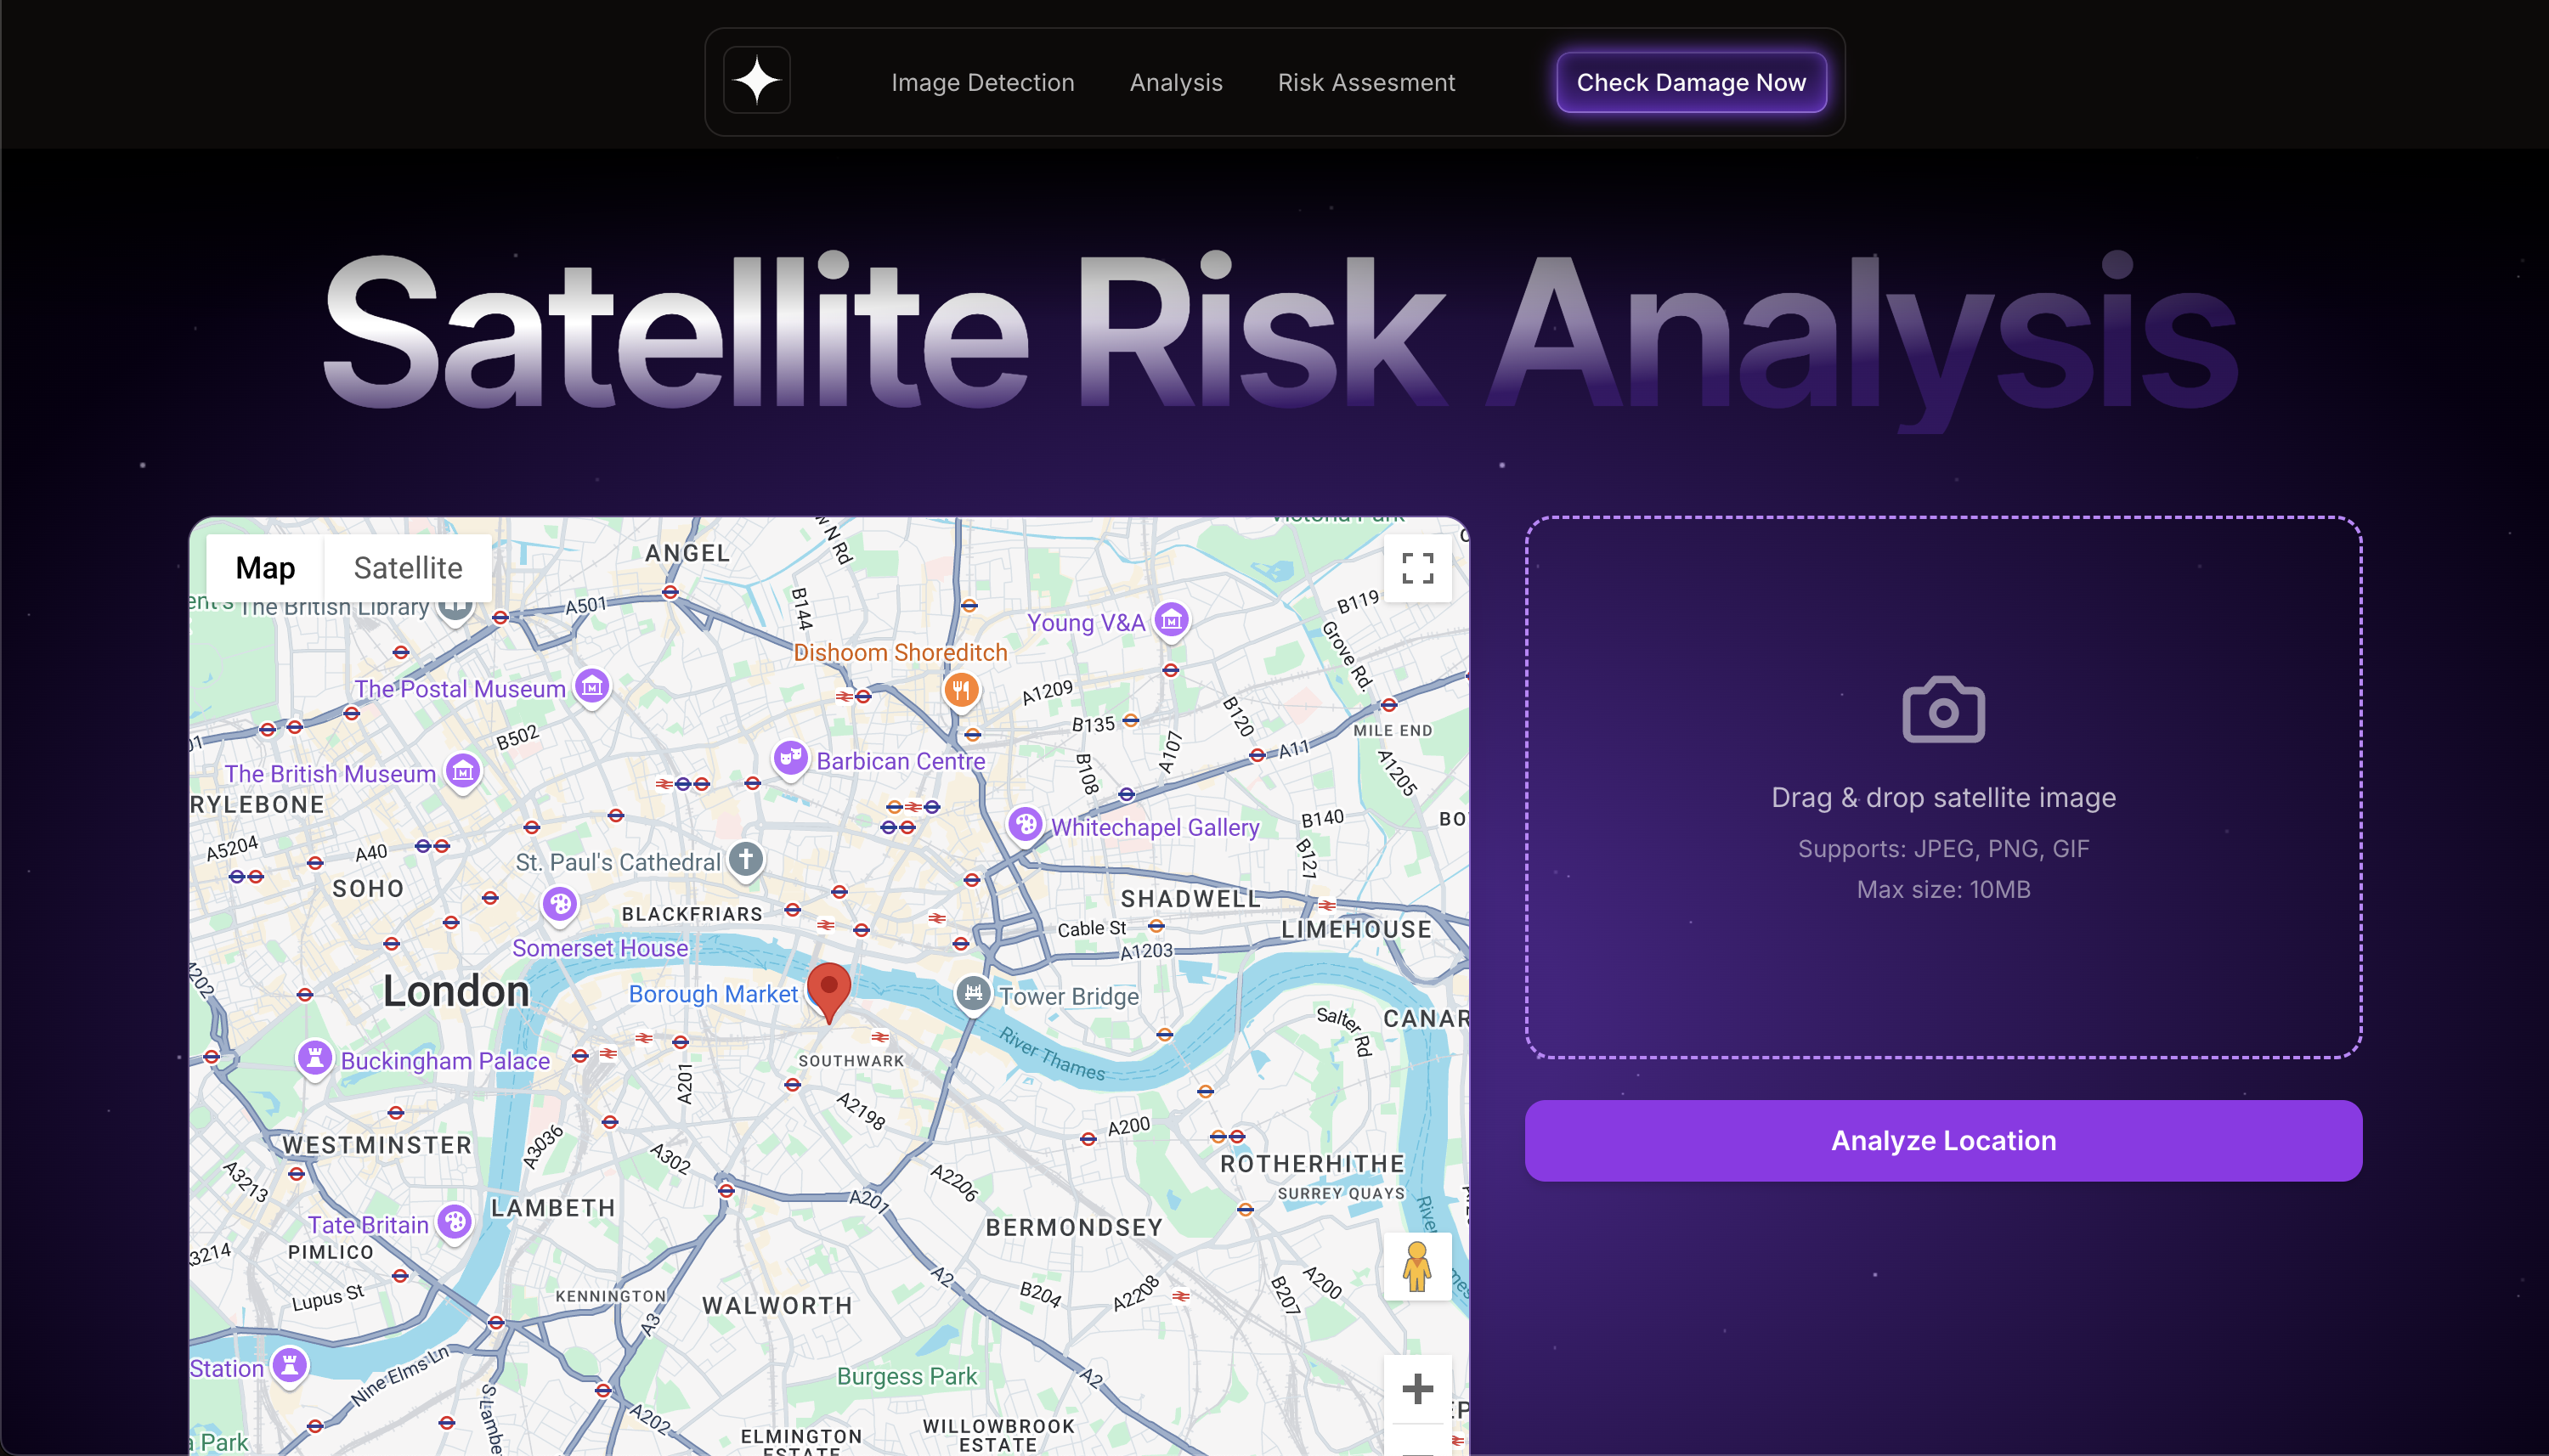 Image Detection
Analysis
Risk Assesment
Check Damage Now
Satellite Risk Analysis
Map
Satellite
ANGEL
Victoria Park
The British Library
A501
B144
B119
Young V&A
Grove Rd.
Dishoom Shoreditch
The Postal Museum
A1209
B135
B120
MILE END
B502
A107
A11
Barbican Centre
The British Museum
B108
A1205
RYLEBONE
Whitechapel Gallery
B140
A5204
A40
St. Paul's Cathedral
B121
SOHO
SHADWELL
BLACKFRIARS
Cable St
LIMEHOUSE
Somerset House
A1203
London
Borough Market
Tower Bridge
Salter Rd
CANAR
River Thames
Buckingham Palace
SOUTHWARK
A201
A2198
WESTMINSTER
A3036
A302
A200
A3213
A2206
ROTHERHITHE
SURREY QUAYS
LAMBETH
A201
Tate Britain
BERMONDSEY
PIMLICO
3214
A2
Lupus St
KENNINGTON
WALWORTH
A3
B204
A2208
B207
A200
Station
Nine Elms Ln
Burgess Park
A2
S Lambe
A202
WILLOWBROOK
ESTATE
ELMINGTON
ESTATE
a Park
Drag & drop satellite image
Supports: JPEG, PNG, GIF
Max size: 10MB
Analyze Location